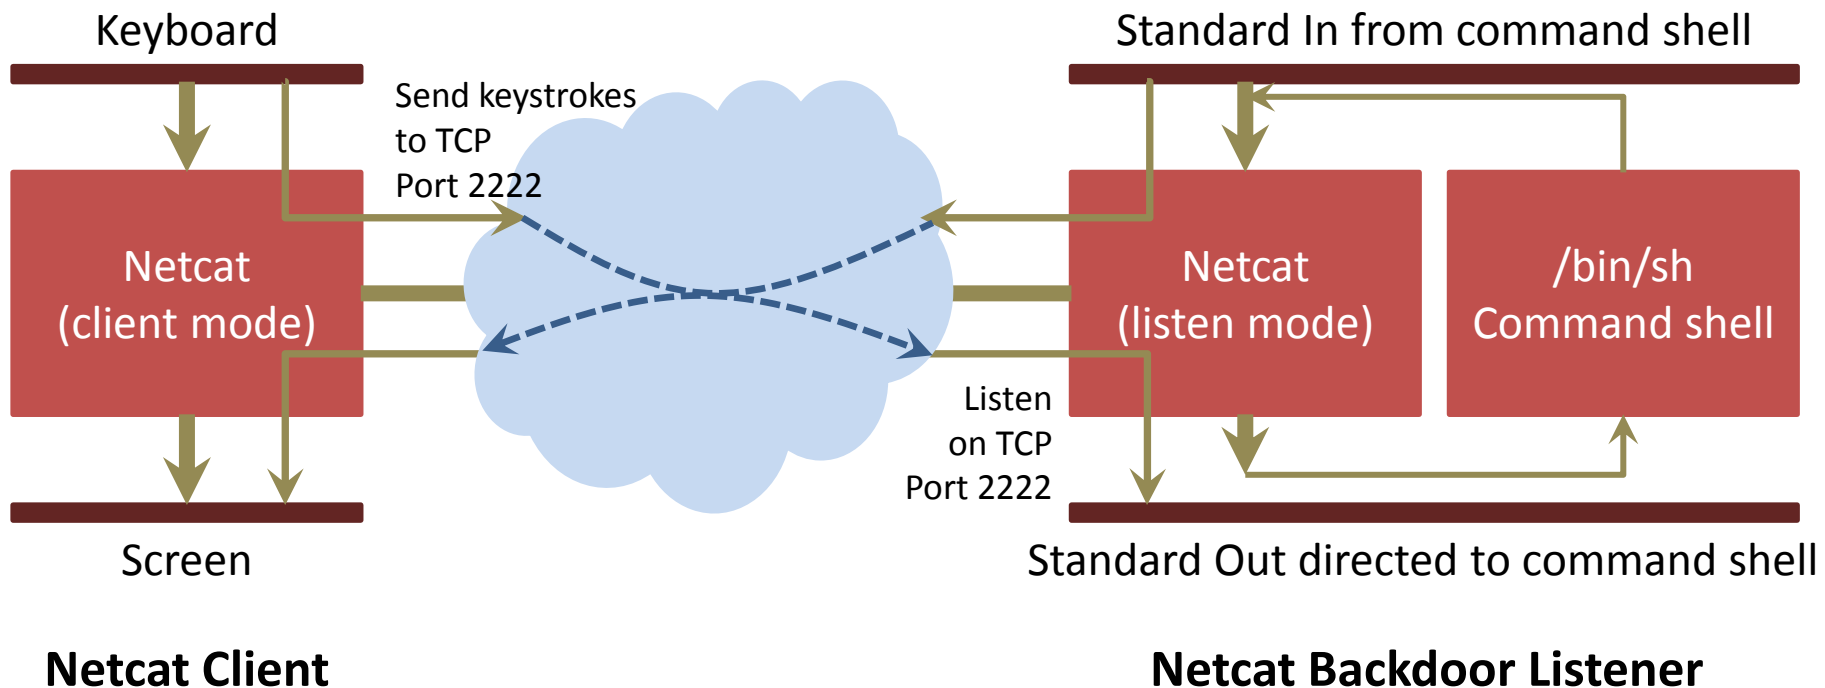 Keyboard
Standard In from command shell
Send keystrokes
to TCP
Port 2222
Netcat
(client mode)
Netcat
(listen mode)
/bin/sh
Command shell
Listen
on TCP
Port 2222
Screen
Standard Out directed to command shell
Netcat Client
Netcat Backdoor Listener